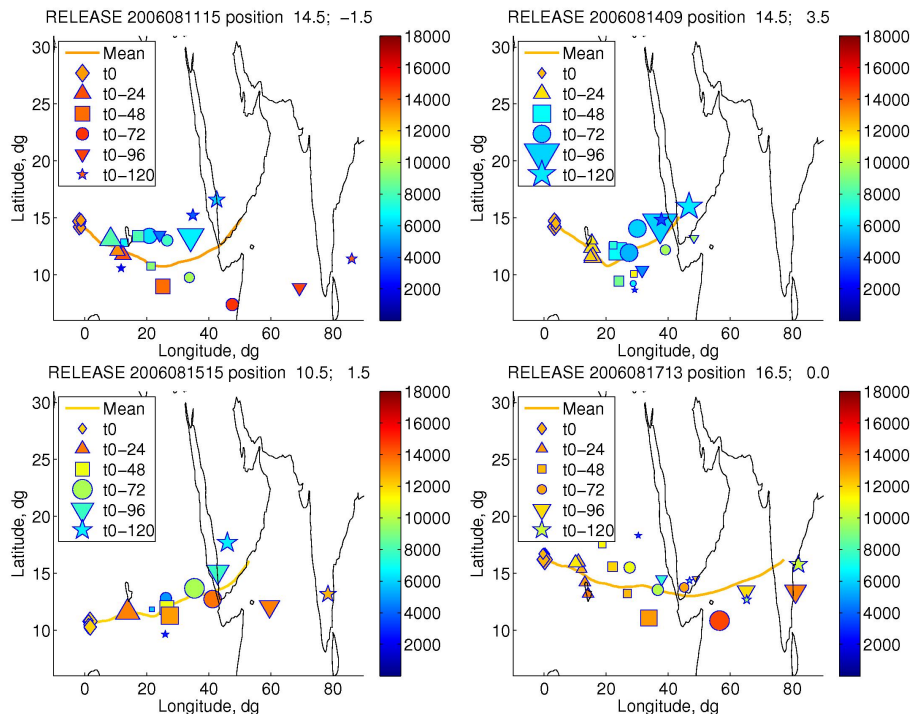 RELEASE 2006081115 position 14.5; −1.5
30
25
20
15
10
Latitude, dg
Mean
t0
t0−24
t0−48
t0−72
t0−96
t0−120
0 20 40 60 80
Longitude, dg
18000
16000
14000
12000
10000
8000
6000
4000
2000
RELEASE 2006081409 position 14.5; 3.5
30
25
20
15
10
Latitude, dg
Mean
t0
t0−24
t0−48
t0−72
t0−96
t0−120
0 20 40 60 80
Longitude, dg
18000
16000
14000
12000
10000
8000
6000
4000
2000
RELEASE 2006081515 position 10.5; 1.5
30
25
20
15
10
Latitude, dg
Mean
t0
t0−24
t0−48
t0−72
t0−96
t0−120
0 20 40 60 80
Longitude, dg
18000
16000
14000
12000
10000
8000
6000
4000
2000
RELEASE 2006081713 position 16.5; 0.0
30
25
20
15
10
Latitude, dg
Mean
t0
t0−24
t0−48
t0−72
t0−96
t0−120
0 20 40 60 80
Longitude, dg
18000
16000
14000
12000
10000
8000
6000
4000
2000